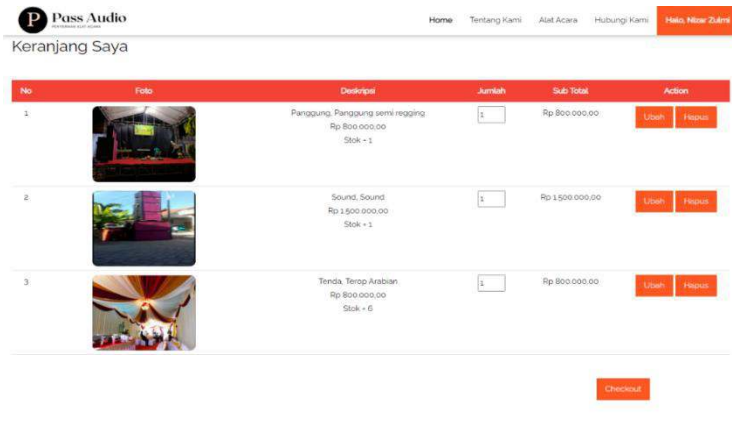 P Pass Audio
PENYEWAAN ALAT ACARA
Home Tentang Kami Alat Acara Hubungi Kami Halo, Nizar Zulmi
Keranjang Saya
No Foto Deskripsi Jumlah Sub Total Action
1 Panggung, Panggung semi regging 1 Rp 800.000,00 Ubah Hapus
Rp 800.000,00
Stok = 1
2 Sound, Sound 1 Rp 1.500.000,00 Ubah Hapus
Rp 1.500.000,00
Stok = 1
3 Tenda, Terop Arabian 1 Rp 800.000,00 Ubah Hapus
Rp 800.000,00
Stok = 6
Checkout